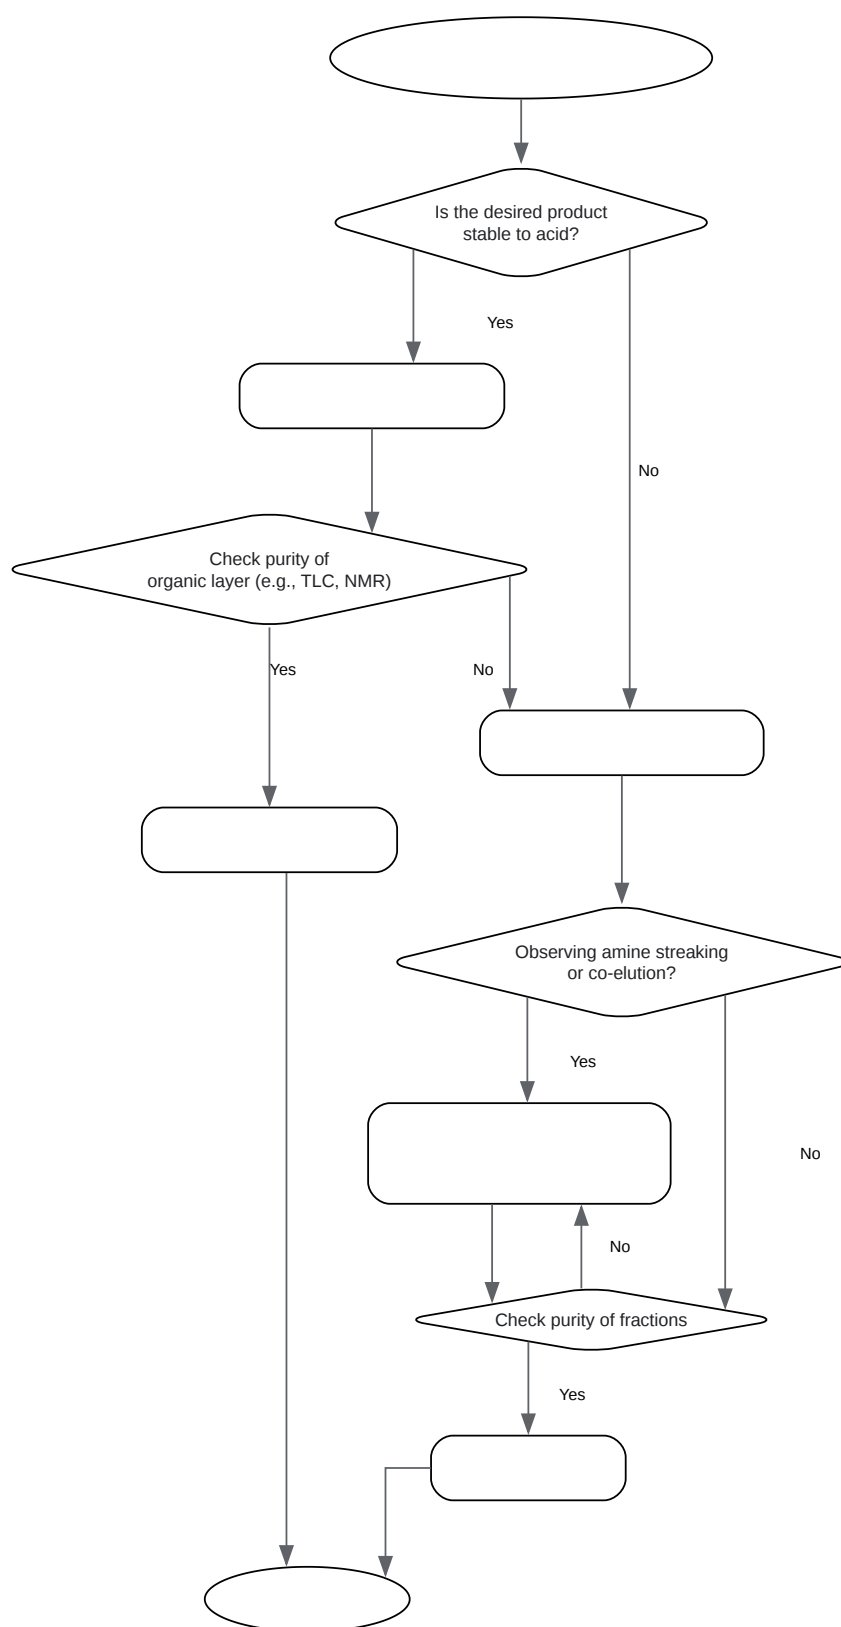 Is the desired product
stable to acid?
Yes
No
Check purity of
organic layer (e.g., TLC, NMR)
Yes
No
Observing amine streaking
or co-elution?
Yes
No
No
Check purity of fractions
Yes